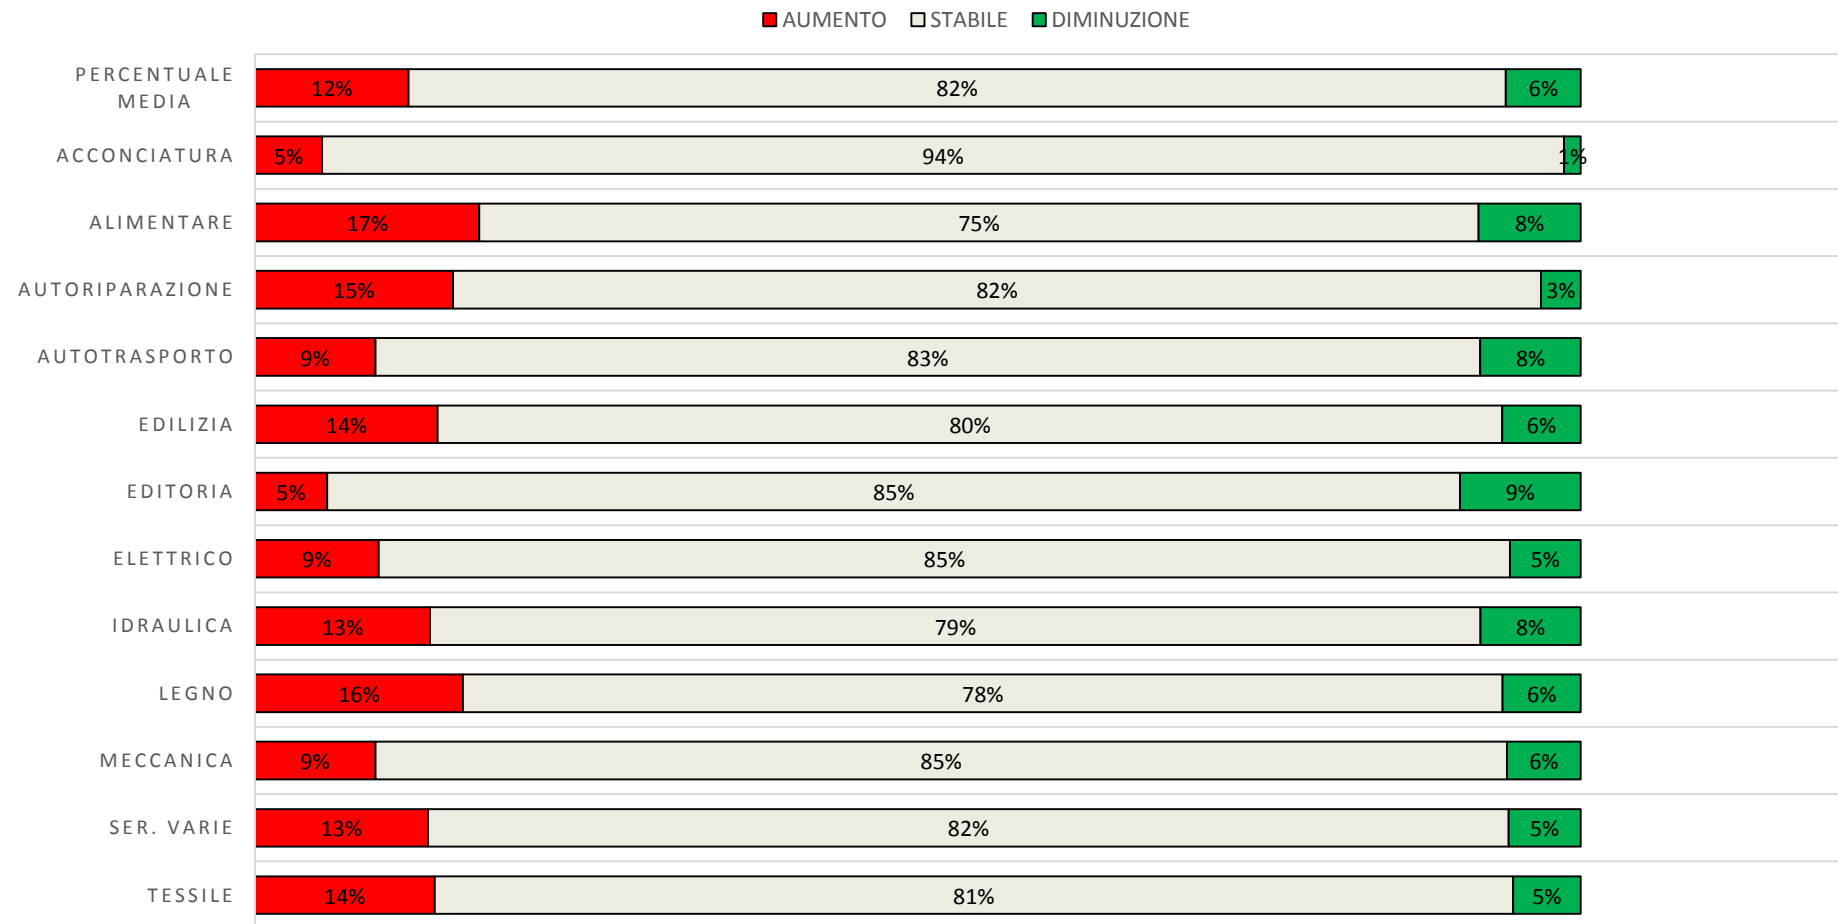 AUMENTO STABILE DIMINUZIONE
PERCENTUALE
MEDIA
12% 82% 6%
ACCONCIATURA 5% 94% 1%
ALIMENTARE 17% 75% 8%
AUTORIPARAZIONE 15% 82% 3%
AUTOTRASPORTO 9% 83% 8%
EDILIZIA 14% 80% 6%
EDITORIA 5% 85% 9%
ELETTRICO 9% 85% 5%
IDRAULICA 13% 79% 8%
LEGNO 16% 78% 6%
MECCANICA 9% 85% 6%
SER. VARIE 13% 82% 5%
TESSILE 14% 81% 5%